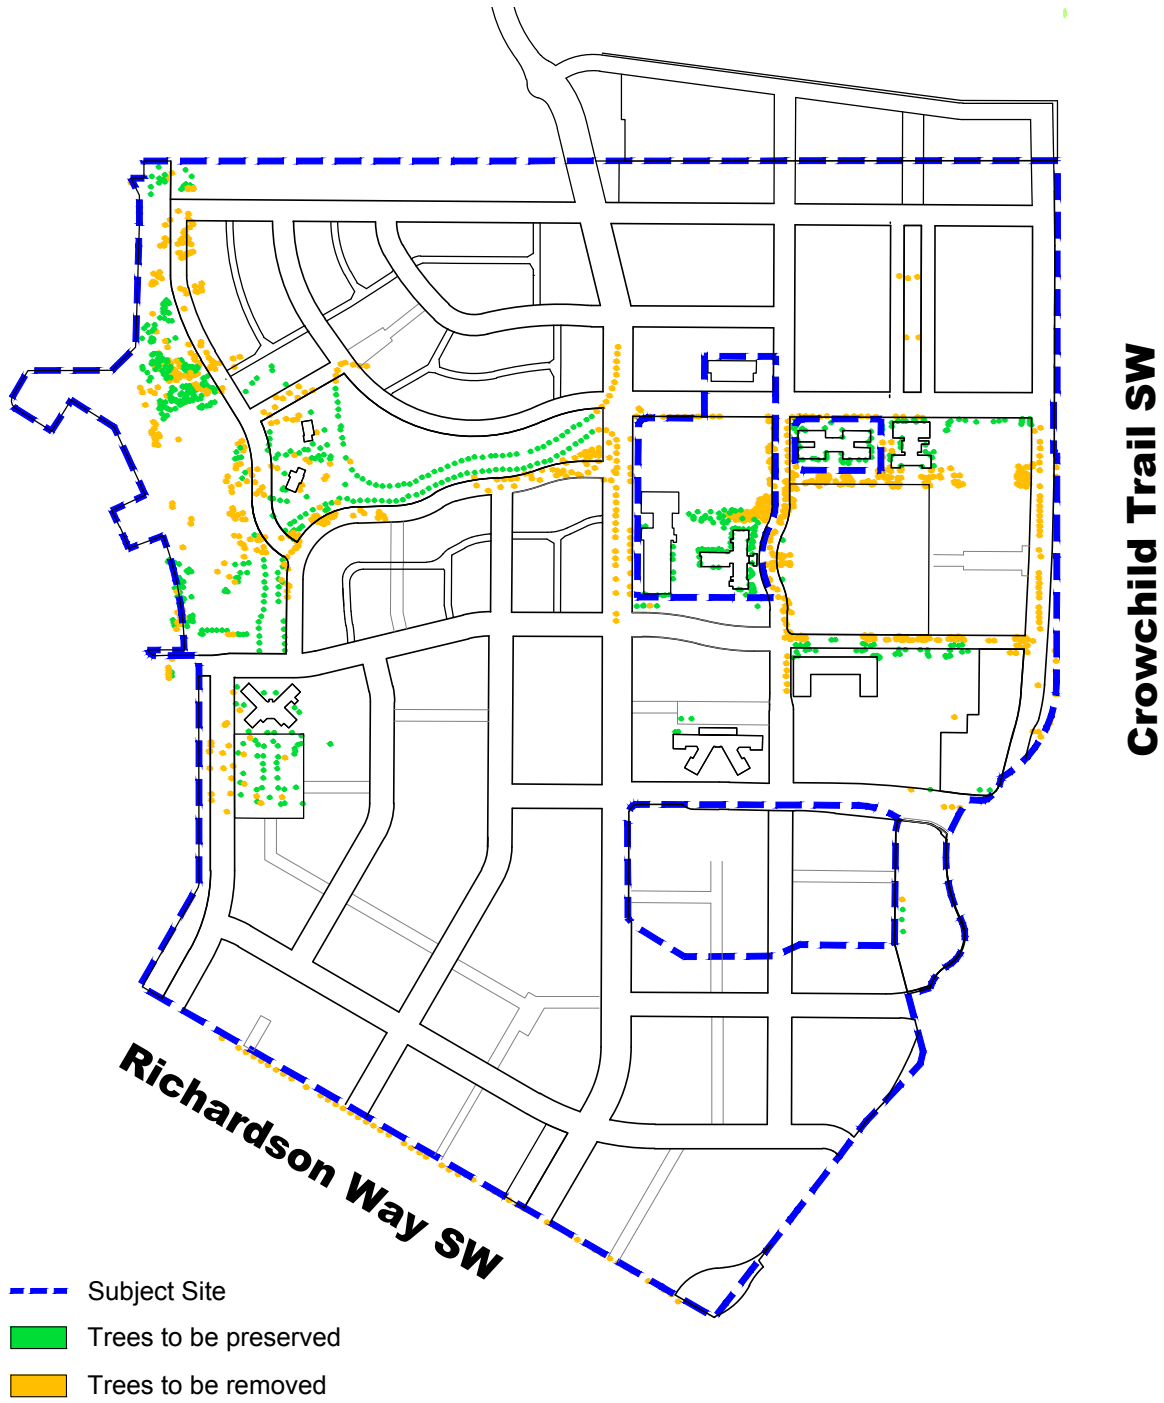 Crowchild Trail SW
Richardson Way SW
Subject Site
Trees to be preserved
Trees to be removed